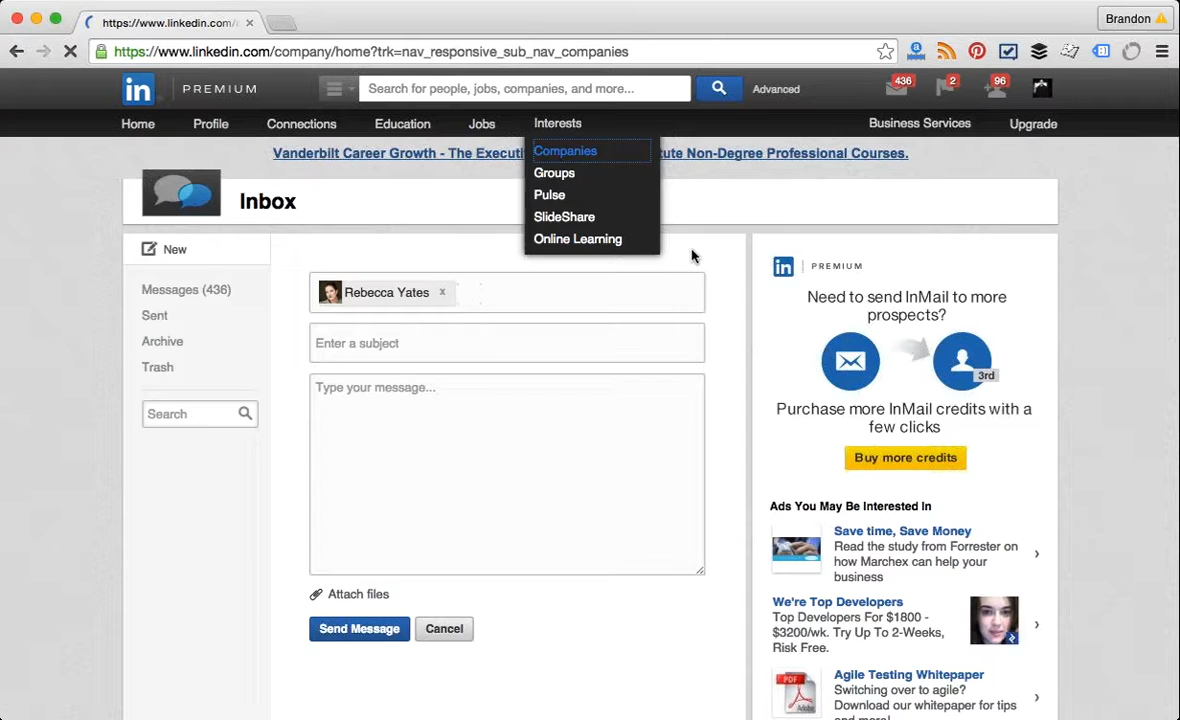 https://www.linkedin.com/
Brandon
https://www.linkedin.com/company/home?trk=nav_responsive_sub_nav_companies
in PREMIUM
Search for people, jobs, companies, and more...
Advanced
436
2
96
Home
Profile
Connections
Education
Jobs
Interests
Business Services
Upgrade
Vanderbilt Career Growth - The Executi
ute Non-Degree Professional Courses.
Companies
Groups
Pulse
SlideShare
Online Learning
Inbox
New
Messages (436)
Sent
Archive
Trash
Search
Rebecca Yates x
Enter a subject
Type your message...
Attach files
Send Message
Cancel
in PREMIUM
Need to send InMail to more
prospects?
3rd
Purchase more InMail credits with a
few clicks
Buy more credits
Ads You May Be Interested In
Save time, Save Money
Read the study from Forrester on
how Marchex can help your
business
We're Top Developers
Top Developers For $1800 -
$3200/wk. Try Up To 2-Weeks,
Risk Free.
PDF
Adobe
Agile Testing Whitepaper
Switching over to agile?
Download our whitepaper for tips
and more!